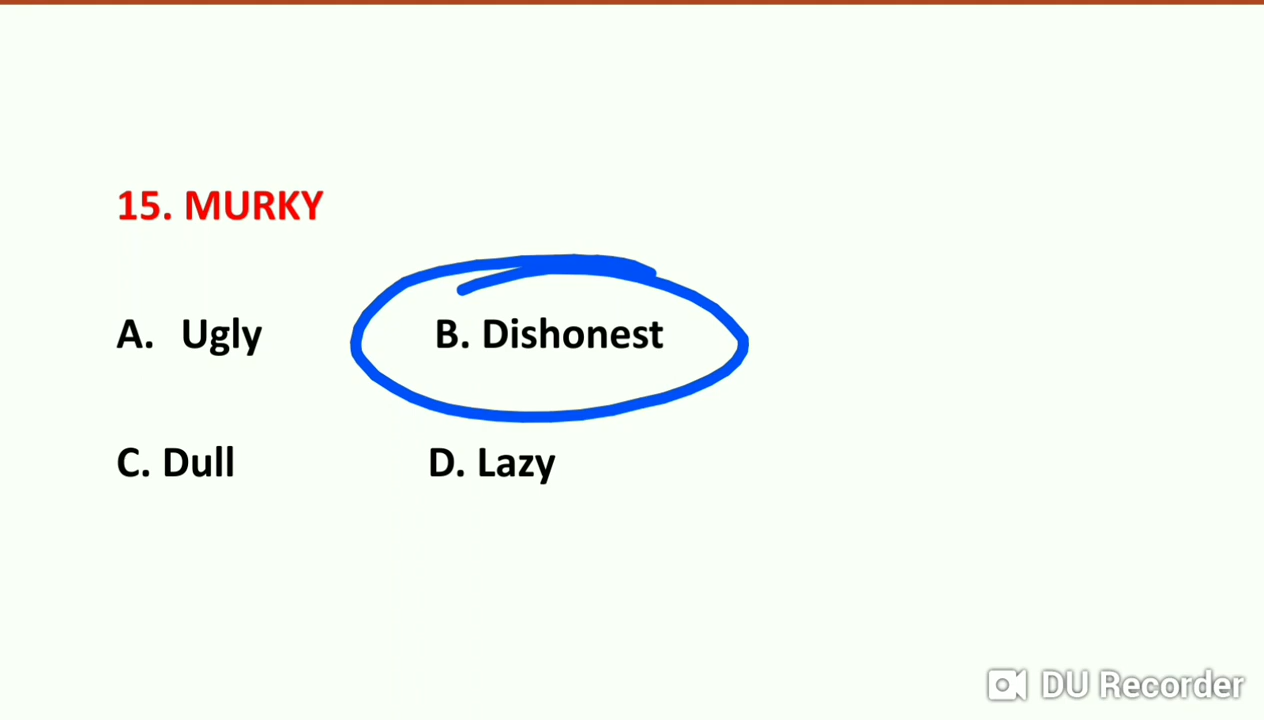 15. MURKY
A. Ugly B. Dishonest
C. Dull D. Lazy
DU Recorder